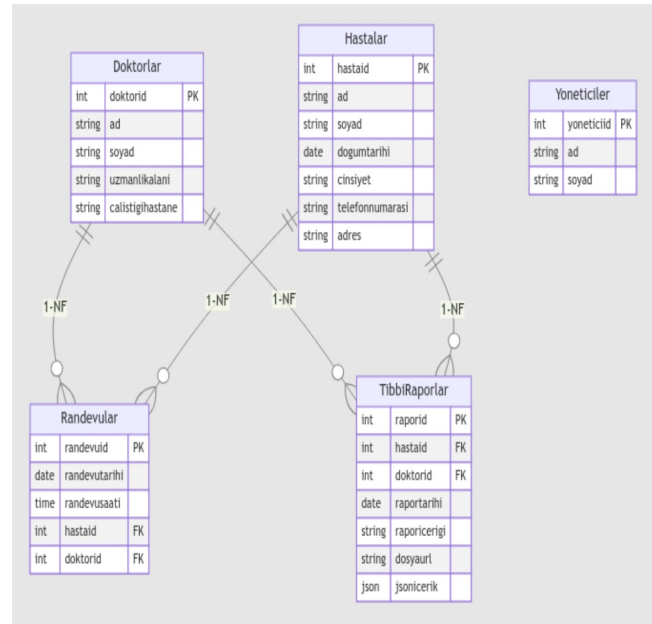 Doktorlar
int doktorid PK
string ad
string soyad
string uzmanlikalani
string calistigihastane
Hastalar
int hastaid PK
string ad
string soyad
date dogumtarihi
string cinsiyet
string telefonnumarasi
string adres
Yoneticiler
int yoneticiid PK
string ad
string soyad
1-NF
1-NF
1-NF
1-NF
Randevular
int randevuid PK
date randevutarihi
time randevusaati
int hastaid FK
int doktorid FK
TibbiRaporlar
int raporid PK
int hastaid FK
int doktorid FK
date raportarihi
string raporicerigi
string dosyaurl
json jsonicerik